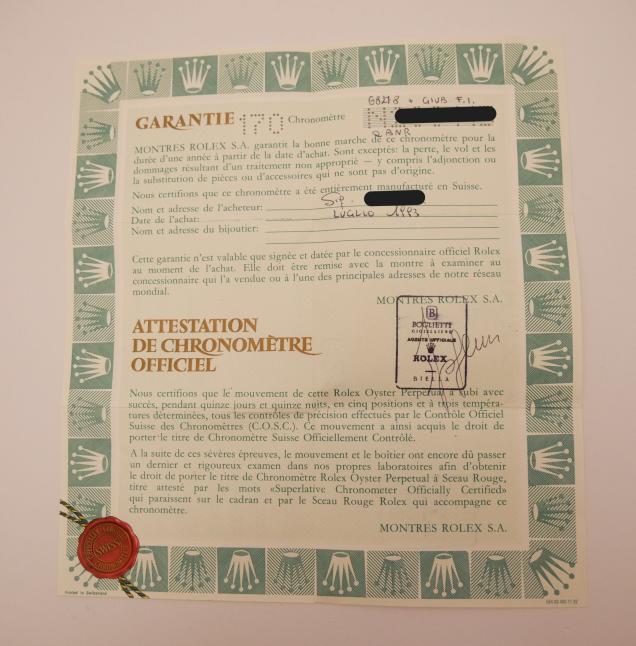 GARANTIE 170 Chronomètre
68278 + GIUB F.I.
MONTRES ROLEX S.A. garantit la bonne marche de ce chronomètre pour la
durée d'une année à partir de la date d'achat. Sont exceptés: la perte, le vol et les
dommages résultant d'un traitement non approprié — y compris l'adjonction ou
la substitution de pièces ou d'accessoires qui ne sont pas d'origine.
Nous certifions que ce chronomètre a été entièrement manufacturé en Suisse.
Nom et adresse de l'acheteur: Sig.
Date de l'achat: LUGLIO 1993
Nom et adresse du bijoutier:
Cette garantie n'est valable que signée et datée par le concessionnaire officiel Rolex
au moment de l'achat. Elle doit être remise avec la montre à examiner au
concessionnaire qui l'a vendue ou à l'une des principales adresses de notre réseau
mondial.
MONTRES ROLEX S.A.
B
BOGLIETTI
GIOIELLIERE
AGENTE UFFICIALE
ROLEX
BIELLA
ATTESTATION
DE CHRONOMÈTRE
OFFICIEL
Nous certifions que le mouvement de cette Rolex Oyster Perpetual a subi avec
succès, pendant quinze jours et quinze nuits, en cinq positions et à trois tempéra-
tures déterminées, tous les contrôles de précision effectués par le Contrôle Officiel
Suisse des Chronomètres (C.O.S.C.). Ce mouvement a ainsi acquis le droit de
porter le titre de Chronomètre Suisse Officiellement Contrôlé.
A la suite de ces sévères épreuves, le mouvement et le boîtier ont encore dû passer
un dernier et rigoureux examen dans nos propres laboratoires afin d'obtenir
le droit de porter le titre de Chronomètre Rolex Oyster Perpetual à Sceau Rouge,
titre attesté par les mots «Superlative Chronometer Officially Certified»
qui paraissent sur le cadran et par le Sceau Rouge Rolex qui accompagne ce
chronomètre.
MONTRES ROLEX S.A.
Printed in Switzerland